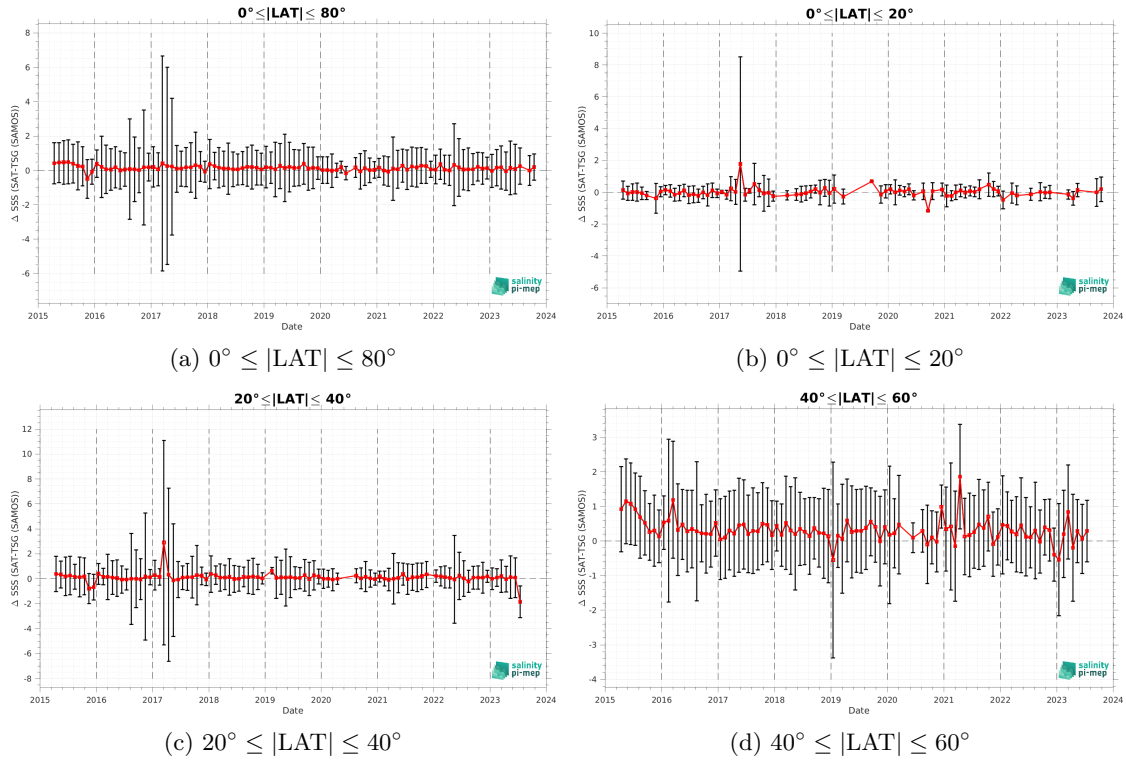 0°≤|LAT|≤ 80°
Δ SSS (SAT-TSG (SAMOS))
8
6
4
2
0
-2
-4
-6
2015 2016 2017 2018 2019 2020 2021 2022 2023 2024
Date
salinity
pi-mep
(a) 0° ≤ |LAT| ≤ 80°
0°≤|LAT|≤ 20°
Δ SSS (SAT-TSG (SAMOS))
10
8
6
4
2
0
-2
-4
-6
2015 2016 2017 2018 2019 2020 2021 2022 2023 2024
Date
salinity
pi-mep
(b) 0° ≤ |LAT| ≤ 20°
20°≤|LAT|≤ 40°
Δ SSS (SAT-TSG (SAMOS))
12
10
8
6
4
2
0
-2
-4
-6
-8
2015 2016 2017 2018 2019 2020 2021 2022 2023 2024
Date
salinity
pi-mep
(c) 20° ≤ |LAT| ≤ 40°
40°≤|LAT|≤ 60°
Δ SSS (SAT-TSG (SAMOS))
3
2
1
0
-1
-2
-3
-4
2015 2016 2017 2018 2019 2020 2021 2022 2023 2024
Date
salinity
pi-mep
(d) 40° ≤ |LAT| ≤ 60°